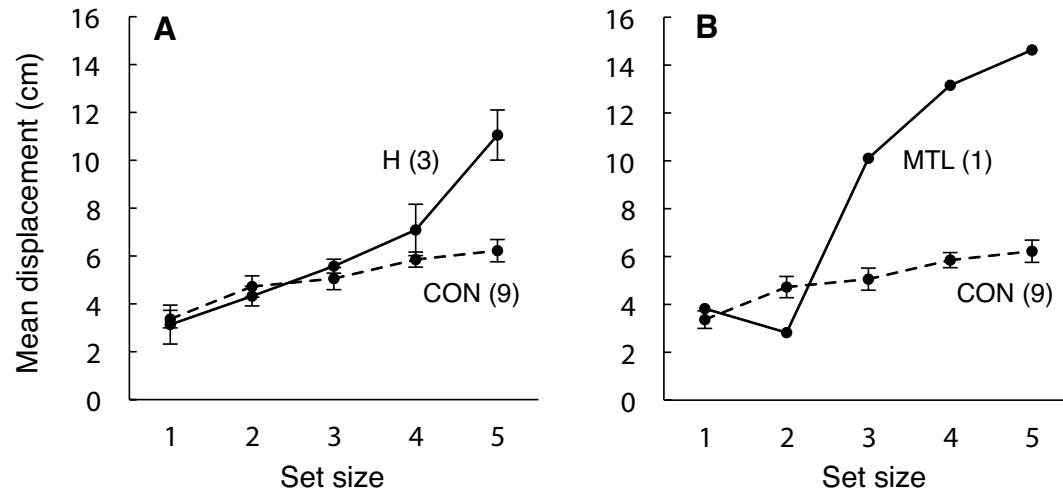 A
Mean displacement (cm)
16
14
12
10
8
6
4
2
0
H (3)
CON (9)
1 2 3 4 5
Set size
B
16
14
12
10
8
6
4
2
0
MTL (1)
CON (9)
1 2 3 4 5
Set size